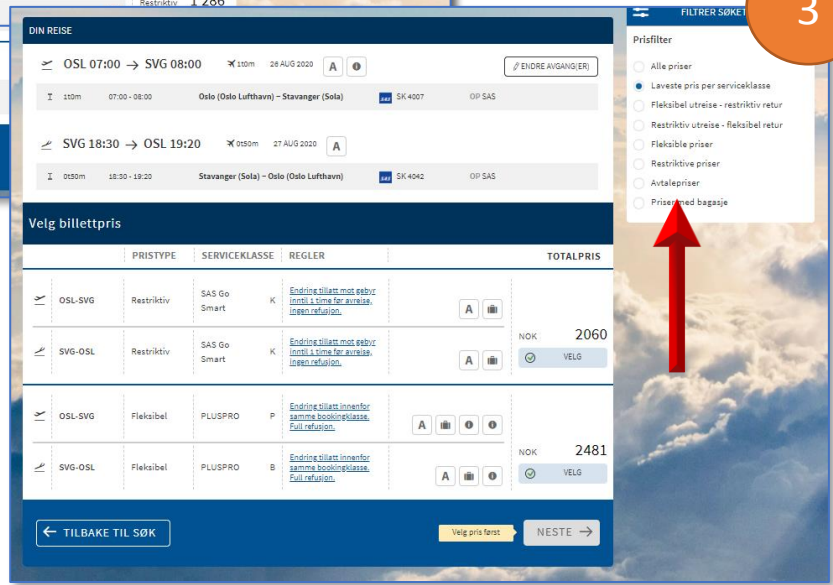 Restriktiv 1 286
3
FILTRER SØKET
DIN REISE
OSL 07:00 → SVG 08:00 1t0m 26 AUG 2020 A
ENDRE AVGANG(ER)
1t0m 07:00 - 08:00 Oslo (Oslo Lufthavn) – Stavanger (Sola) SAS SK 4007 OP SAS
SVG 18:30 → OSL 19:20 0t50m 27 AUG 2020 A
0t50m 18:30 - 19:20 Stavanger (Sola) – Oslo (Oslo Lufthavn) SAS SK 4042 OP SAS
Prisfilter
Alle priser
Laveste pris per serviceklasse
Fleksibel utreise - restriktiv retur
Restriktiv utreise - fleksibel retur
Fleksible priser
Restriktive priser
Avtalepriser
Priser med bagasje
Velg billettpris
PRISTYPE SERVICEKLASSE REGLER TOTALPRIS
OSL-SVG Restriktiv SAS Go Smart K
Endring tillatt mot gebyr
inntil 1 time før avreise,
ingen refusjon.
A
SVG-OSL Restriktiv SAS Go Smart K
Endring tillatt mot gebyr
inntil 1 time før avreise,
ingen refusjon.
A
NOK 2060
VELG
OSL-SVG Fleksibel PLUSPRO P
Endring tillatt innenfor
samme bookingklasse.
Full refusjon.
A
SVG-OSL Fleksibel PLUSPRO B
Endring tillatt innenfor
samme bookingklasse.
Full refusjon.
A
NOK 2481
VELG
← TILBAKE TIL SØK
Velg pris først
NESTE →